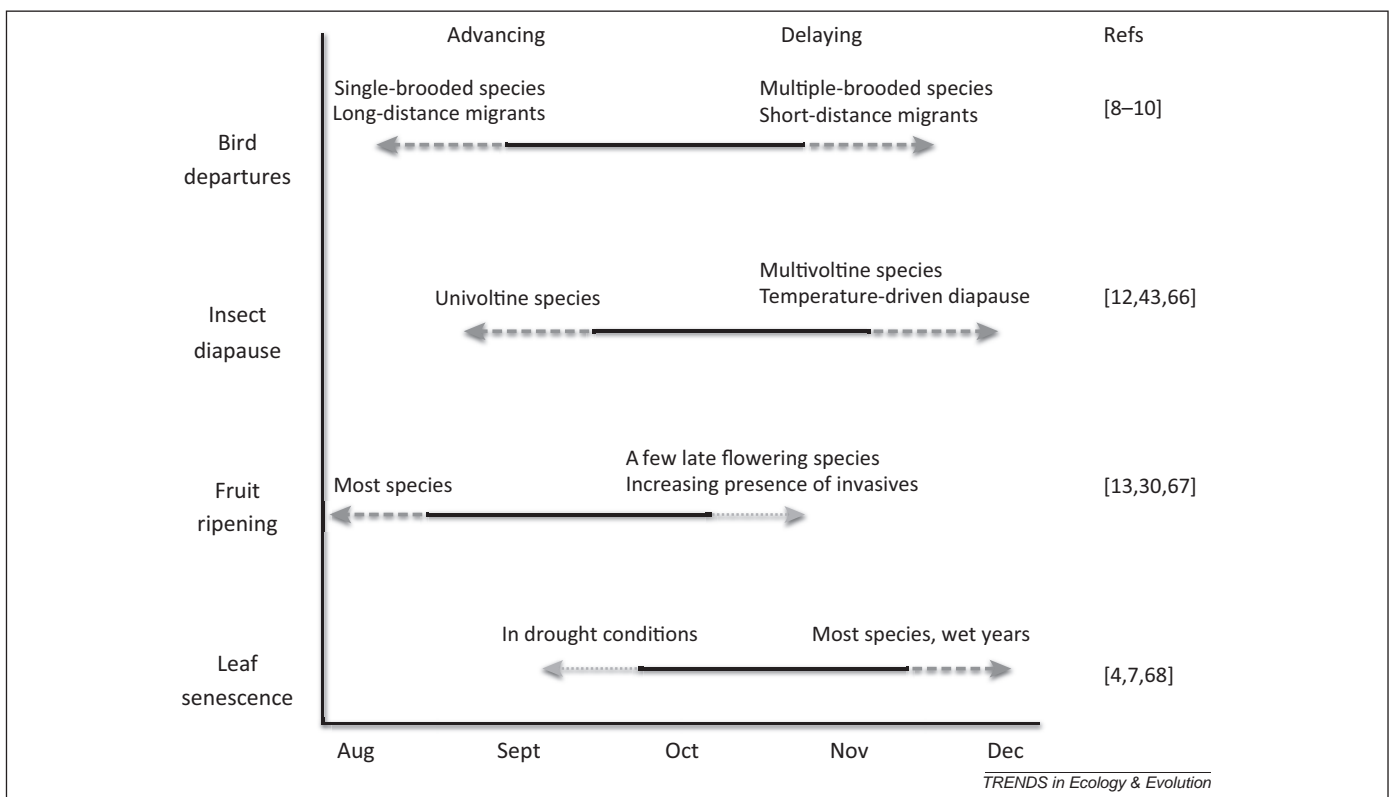 Advancing Delaying Refs
Single-brooded species
Long-distance migrants
Multiple-brooded species
Short-distance migrants
[8–10]
Bird
departures
Univoltine species
Multivoltine species
Temperature-driven diapause
[12,43,66]
Insect
diapause
Most species
A few late flowering species
Increasing presence of invasives
[13,30,67]
Fruit
ripening
In drought conditions
Most species, wet years
[4,7,68]
Leaf
senescence
Aug Sept Oct Nov Dec
TRENDS in Ecology & Evolution